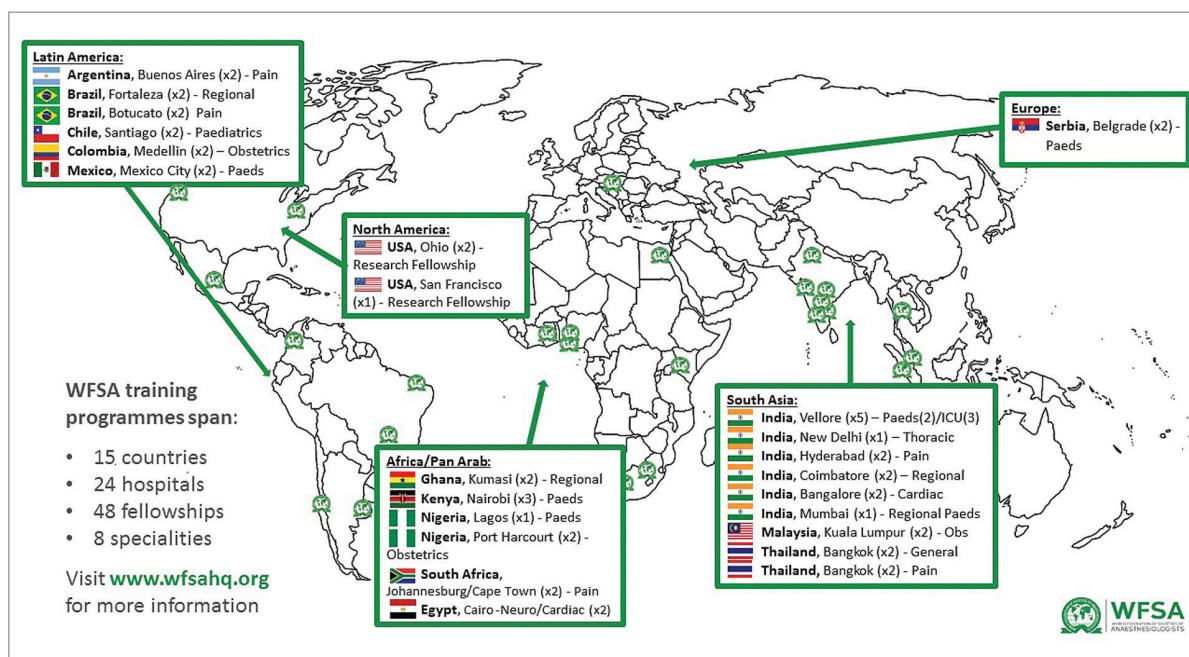 Latin America:
Argentina, Buenos Aires (x2) - Pain
Brazil, Fortaleza (x2) - Regional
Brazil, Botucato (x2) Pain
Chile, Santiago (x2) - Paediatrics
Colombia, Medellin (x2) – Obstetrics
Mexico, Mexico City (x2) - Paeds
Europe:
Serbia, Belgrade (x2) -
Paeds
North America:
USA, Ohio (x2) -
Research Fellowship
USA, San Francisco
(x1) - Research Fellowship
WFSA training
programmes span:
• 15 countries
• 24 hospitals
• 48 fellowships
• 8 specialities
Visit www.wfsahq.org
for more information
Africa/Pan Arab:
Ghana, Kumasi (x2) - Regional
Kenya, Nairobi (x3) - Paeds
Nigeria, Lagos (x1) - Paeds
Nigeria, Port Harcourt (x2) -
Obstetrics
South Africa,
Johannesburg/Cape Town (x2) - Pain
Egypt, Cairo-Neuro/Cardiac (x2)
South Asia:
India, Vellore (x5) – Paeds(2)/ICU(3)
India, New Delhi (x1) – Thoracic
India, Hyderabad (x2) - Pain
India, Coimbatore (x2) – Regional
India, Bangalore (x2) - Cardiac
India, Mumbai (x1) - Regional Paeds
Malaysia, Kuala Lumpur (x2) - Obs
Thailand, Bangkok (x2) - General
Thailand, Bangkok (x2) - Pain
WFSA
WORLD FEDERATION OF SOCIETIES OF
ANAESTHESIOLOGISTS